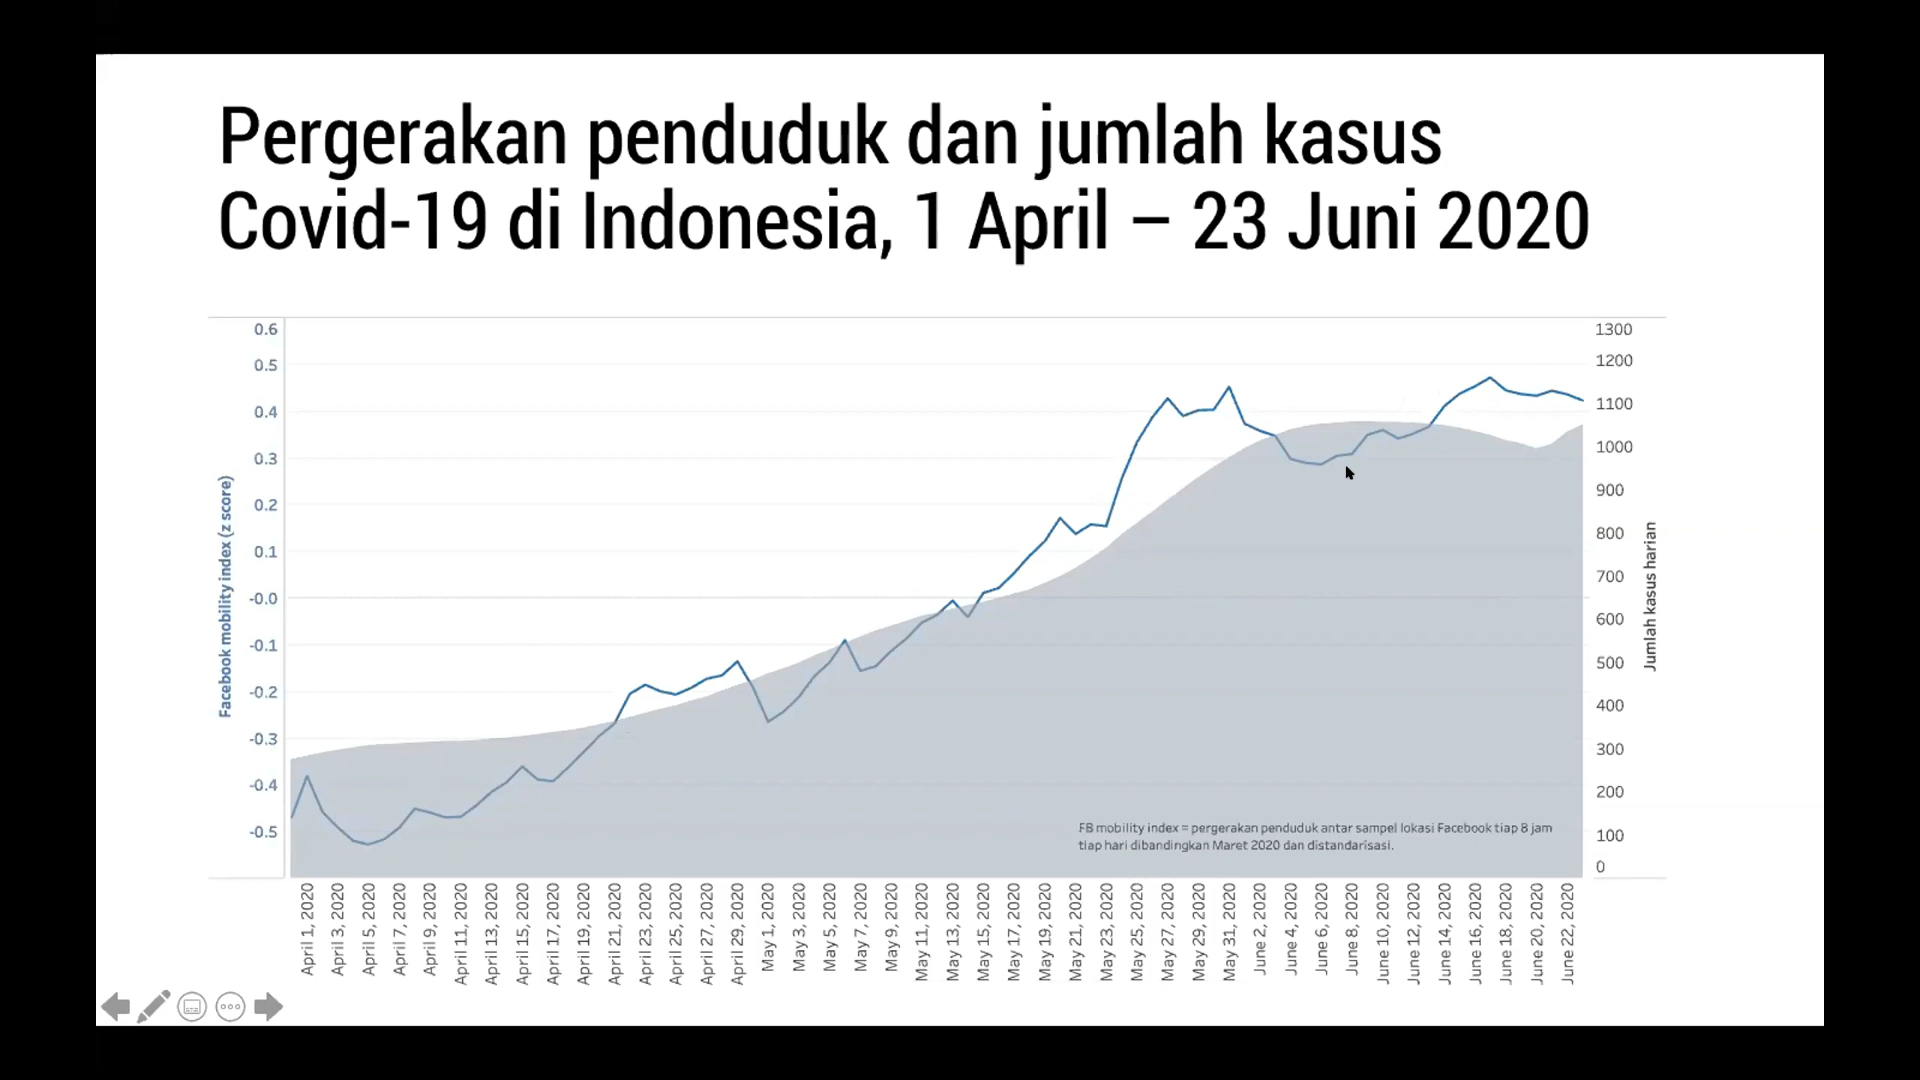 Pergerakan penduduk dan jumlah kasus
Covid-19 di Indonesia, 1 April – 23 Juni 2020
Facebook mobility index (z score)
0.6
0.5
0.4
0.3
0.2
0.1
-0.0
-0.1
-0.2
-0.3
-0.4
-0.5
1300
1200
1100
1000
900
800
700
600
500
400
300
200
100
0
Jumlah kasus harian
FB mobility index = pergerakan penduduk antar sampel lokasi Facebook tiap 8 jam
tiap hari dibandingkan Maret 2020 dan distandarisasi.
April 1, 2020
April 3, 2020
April 5, 2020
April 7, 2020
April 9, 2020
April 11, 2020
April 13, 2020
April 15, 2020
April 17, 2020
April 19, 2020
April 21, 2020
April 23, 2020
April 25, 2020
April 27, 2020
April 29, 2020
May 1, 2020
May 3, 2020
May 5, 2020
May 7, 2020
May 9, 2020
May 11, 2020
May 13, 2020
May 15, 2020
May 17, 2020
May 19, 2020
May 21, 2020
May 23, 2020
May 25, 2020
May 27, 2020
May 29, 2020
May 31, 2020
June 2, 2020
June 4, 2020
June 6, 2020
June 8, 2020
June 10, 2020
June 12, 2020
June 14, 2020
June 16, 2020
June 18, 2020
June 20, 2020
June 22, 2020